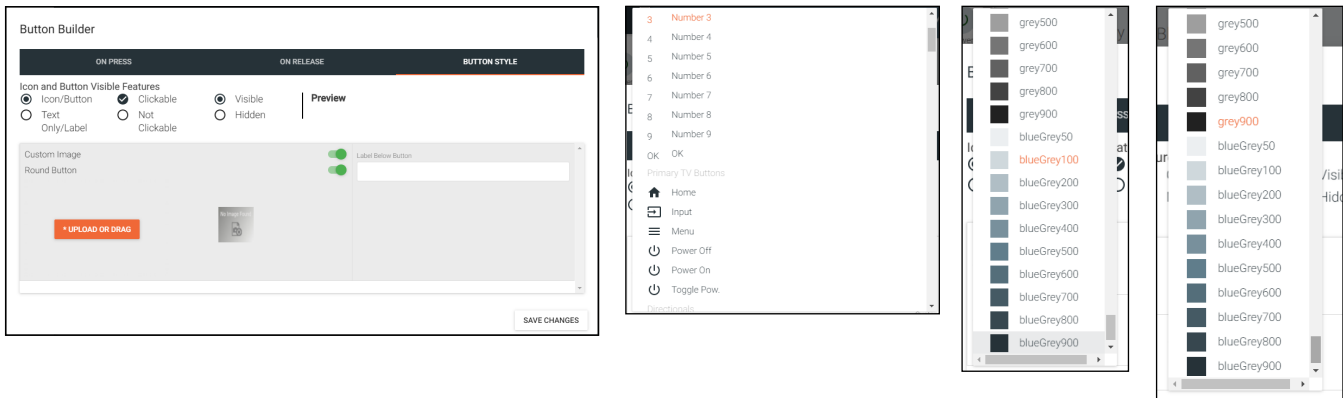 Button Builder
ON PRESS
ON RELEASE
BUTTON STYLE
Icon and Button Visible Features
Icon/Button
Clickable
Visible
Preview
Text
Only/Label
Not
Clickable
Hidden
Custom Image
Round Button
Label Below Button
* UPLOAD OR DRAG
SAVE CHANGES
3 Number 3
4 Number 4
5 Number 5
6 Number 6
7 Number 7
8 Number 8
9 Number 9
OK OK
Primary TV Buttons
Home
Input
Menu
Power Off
Power On
Toggle Pow.
Directionals
grey500
grey600
grey700
grey800
grey900
blueGrey50
blueGrey100
blueGrey200
blueGrey300
blueGrey400
blueGrey500
blueGrey600
blueGrey700
blueGrey800
blueGrey900
grey500
grey600
grey700
grey800
grey900
blueGrey50
blueGrey100
blueGrey200
blueGrey300
blueGrey400
blueGrey500
blueGrey600
blueGrey700
blueGrey800
blueGrey900